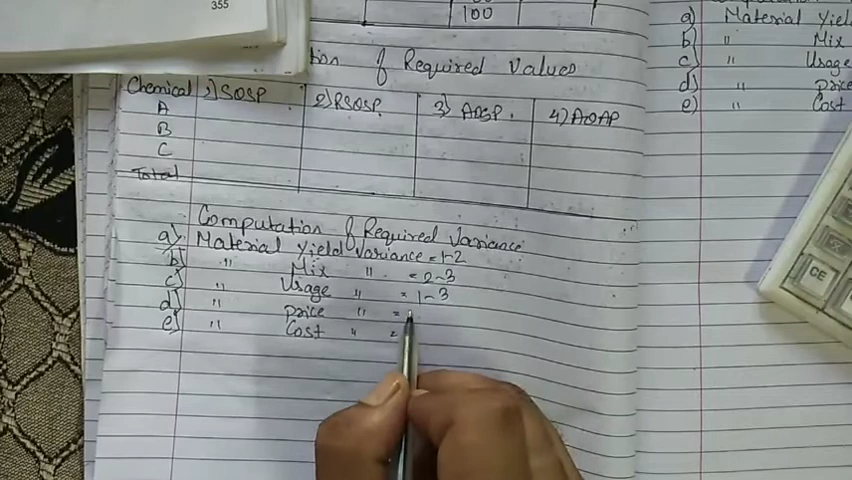 355
100
a) Material Yield
b) " Mix
c) " Usage
d) " price
e) " Cost
of Required Values
Chemical 1) SQSP 2) RSQSP 3) AQSP. 4) AQAP
A
B
C
Total
Computation of Required Variance
a) Material Yield Variance = 1-2
b) " Mix " = 2-3
c) " Usage " = 1-3
d) " price " =
e) " Cost " =
CE